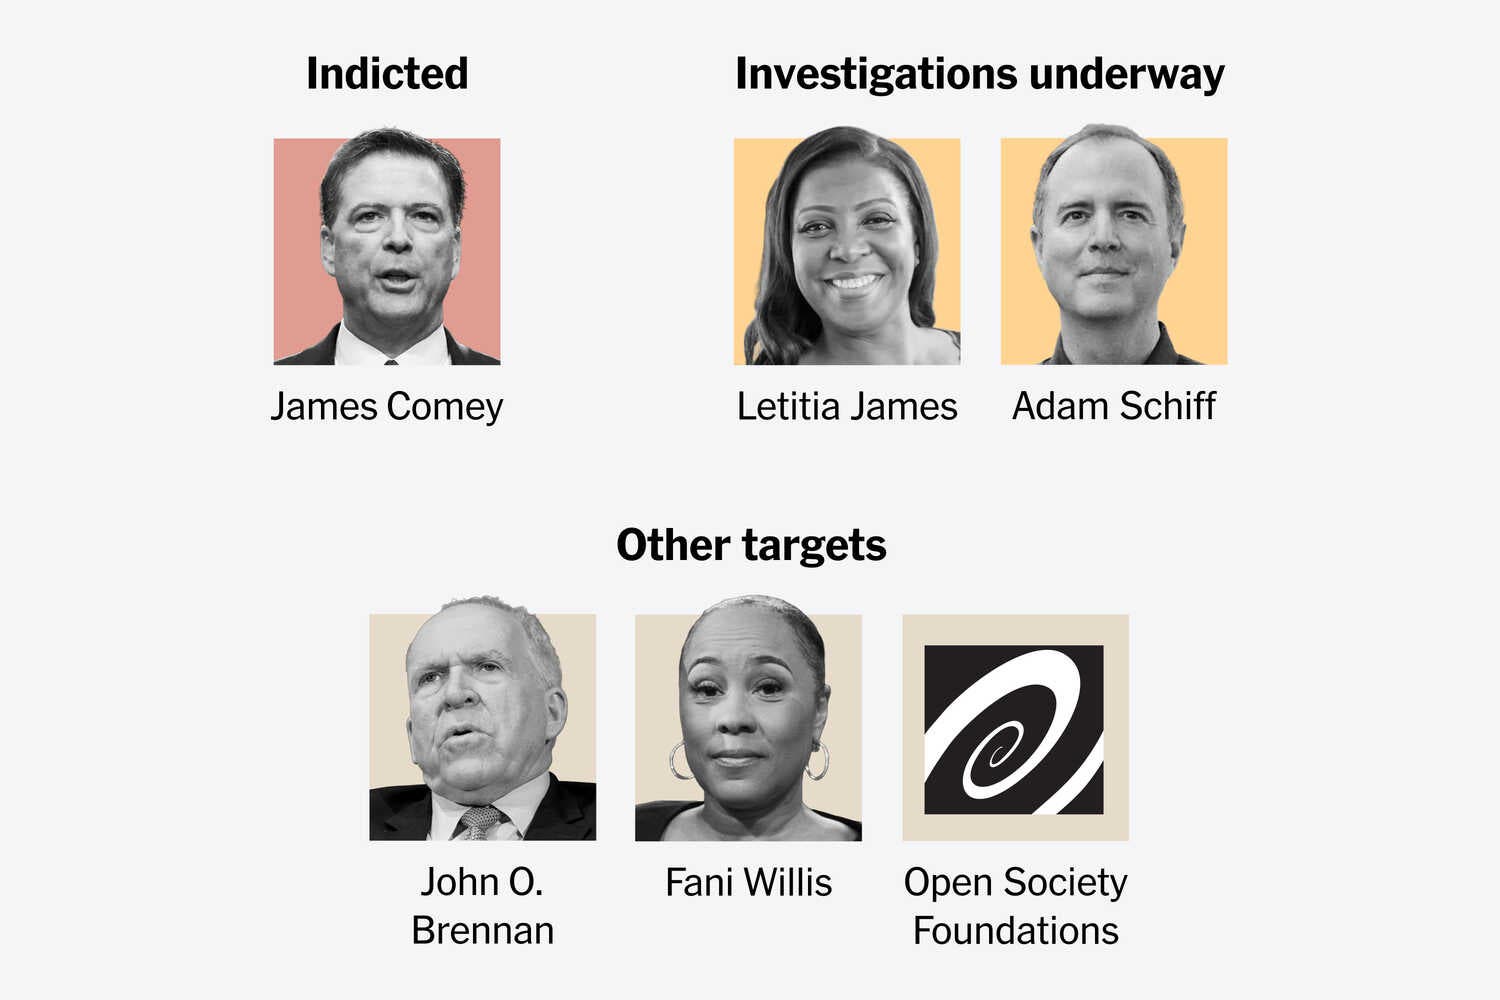 Indicted
Investigations underway
James Comey
Letitia James
Adam Schiff
Other targets
John O.
Brennan
Fani Willis
Open Society
Foundations